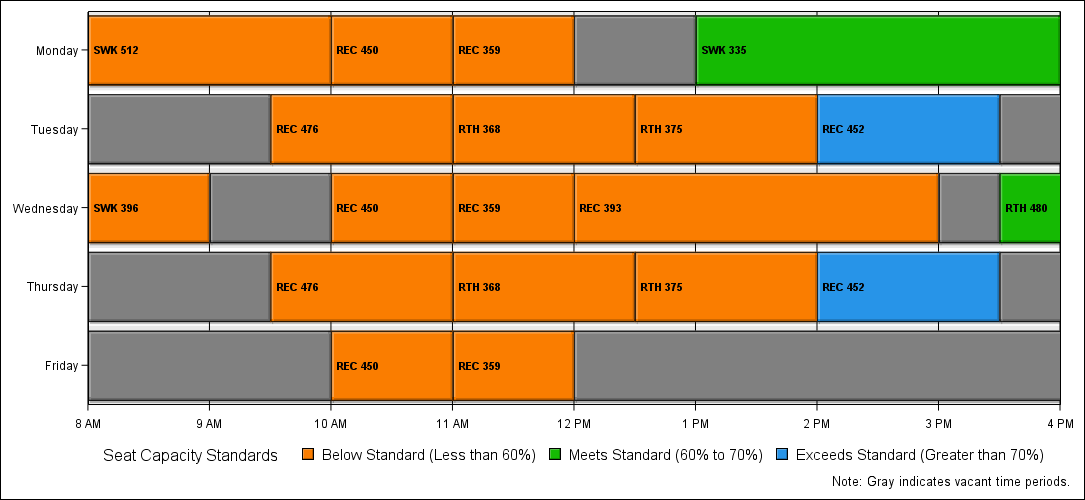 Monday SWK 512 REC 450 REC 359 SWK 335
Tuesday REC 476 RTH 368 RTH 375 REC 452
Wednesday SWK 396 REC 450 REC 359 REC 393 RTH 480
Thursday REC 476 RTH 368 RTH 375 REC 452
Friday REC 450 REC 359
8 AM 9 AM 10 AM 11 AM 12 PM 1 PM 2 PM 3 PM 4 PM
Seat Capacity Standards Below Standard (Less than 60%) Meets Standard (60% to 70%) Exceeds Standard (Greater than 70%)
Note: Gray indicates vacant time periods.